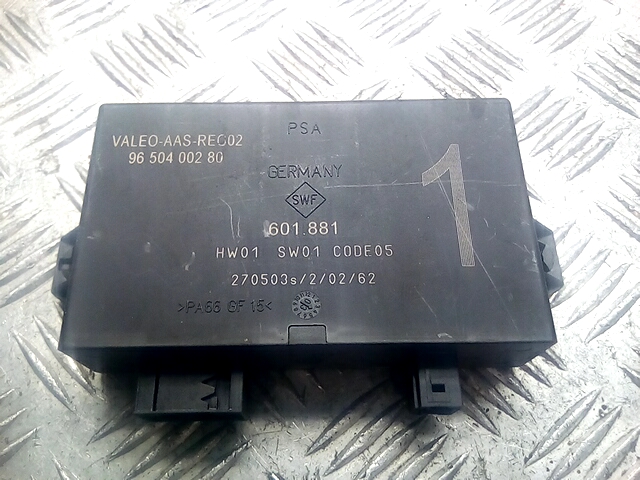 PSA
VALEO-AAS-REC02
96 504 002 80
GERMANY
SWF
601.881
HW01 SW01 CODE05
270503s/2/02/62
>PA66 GF 15<
1